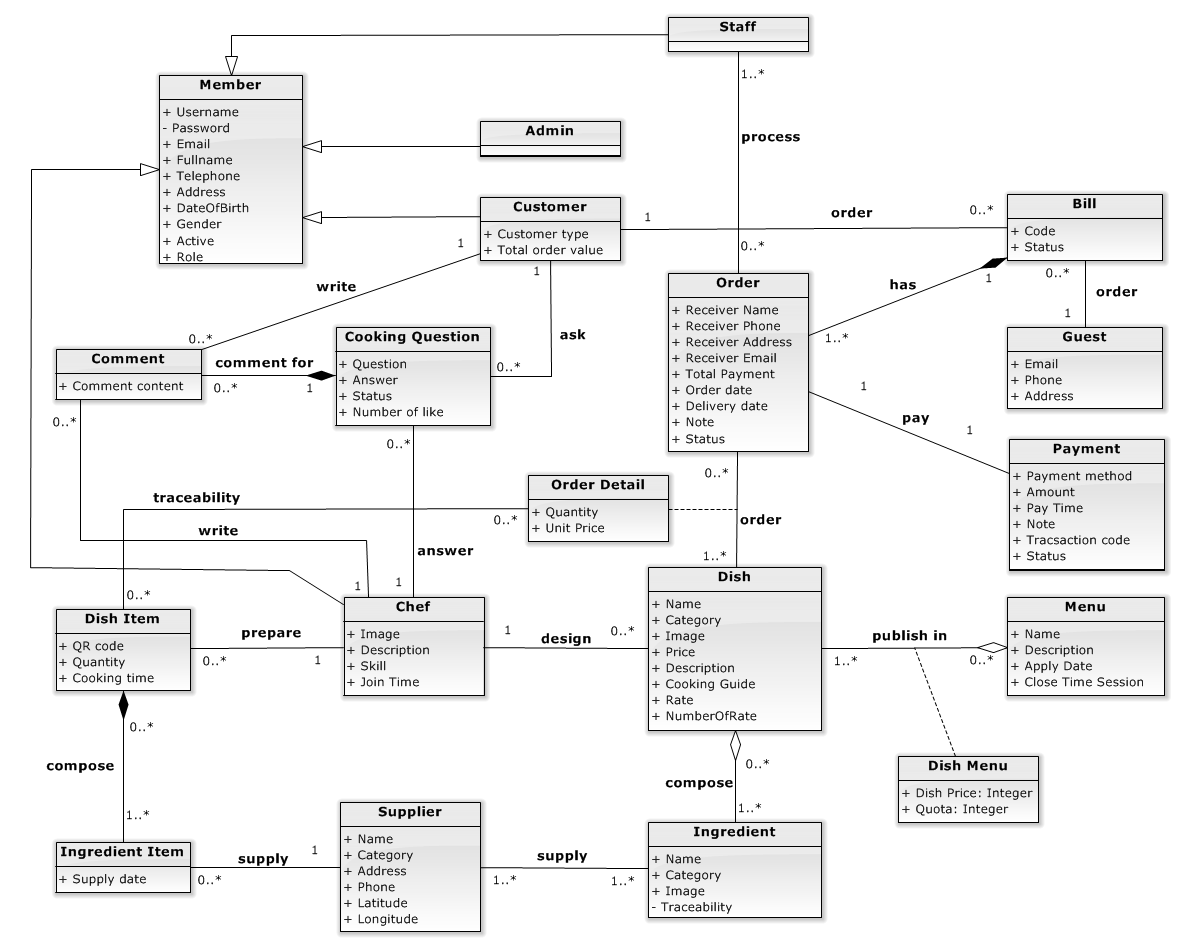 Staff
1..*
Member
+ Username
- Password
+ Email
+ Fullname
+ Telephone
+ Address
+ DateOfBirth
+ Gender
+ Active
+ Role
Admin
process
Customer
+ Customer type
+ Total order value
1
order
0..*
Bill
+ Code
+ Status
1
1
0..*
write
0..*
ask
0..*
has
1
1..*
0..*
order
1
Order
+ Receiver Name
+ Receiver Phone
+ Receiver Address
+ Receiver Email
+ Total Payment
+ Order date
+ Delivery date
+ Note
+ Status
Guest
+ Email
+ Phone
+ Address
Comment
+ Comment content
comment for
0..*
1
Cooking Question
+ Question
+ Answer
+ Status
+ Number of like
1
pay
1
0..*
0..*
0..*
Payment
+ Payment method
+ Amount
+ Pay Time
+ Note
+ Tracsaction code
+ Status
Order Detail
+ Quantity
+ Unit Price
traceability
0..*
write
order
answer
1..*
0..*
1
1
Dish Item
+ QR code
+ Quantity
+ Cooking time
prepare
0..*
1
Chef
+ Image
+ Description
+ Skill
+ Join Time
1
design
0..*
Dish
+ Name
+ Category
+ Image
+ Price
+ Description
+ Cooking Guide
+ Rate
+ NumberOfRate
publish in
1..*
0..*
Menu
+ Name
+ Description
+ Apply Date
+ Close Time Session
0..*
compose
1..*
0..*
compose
1..*
Dish Menu
+ Dish Price: Integer
+ Quota: Integer
Ingredient Item
+ Supply date
supply
1
0..*
Supplier
+ Name
+ Category
+ Address
+ Phone
+ Latitude
+ Longitude
supply
1..*
1..*
Ingredient
+ Name
+ Category
+ Image
- Traceability